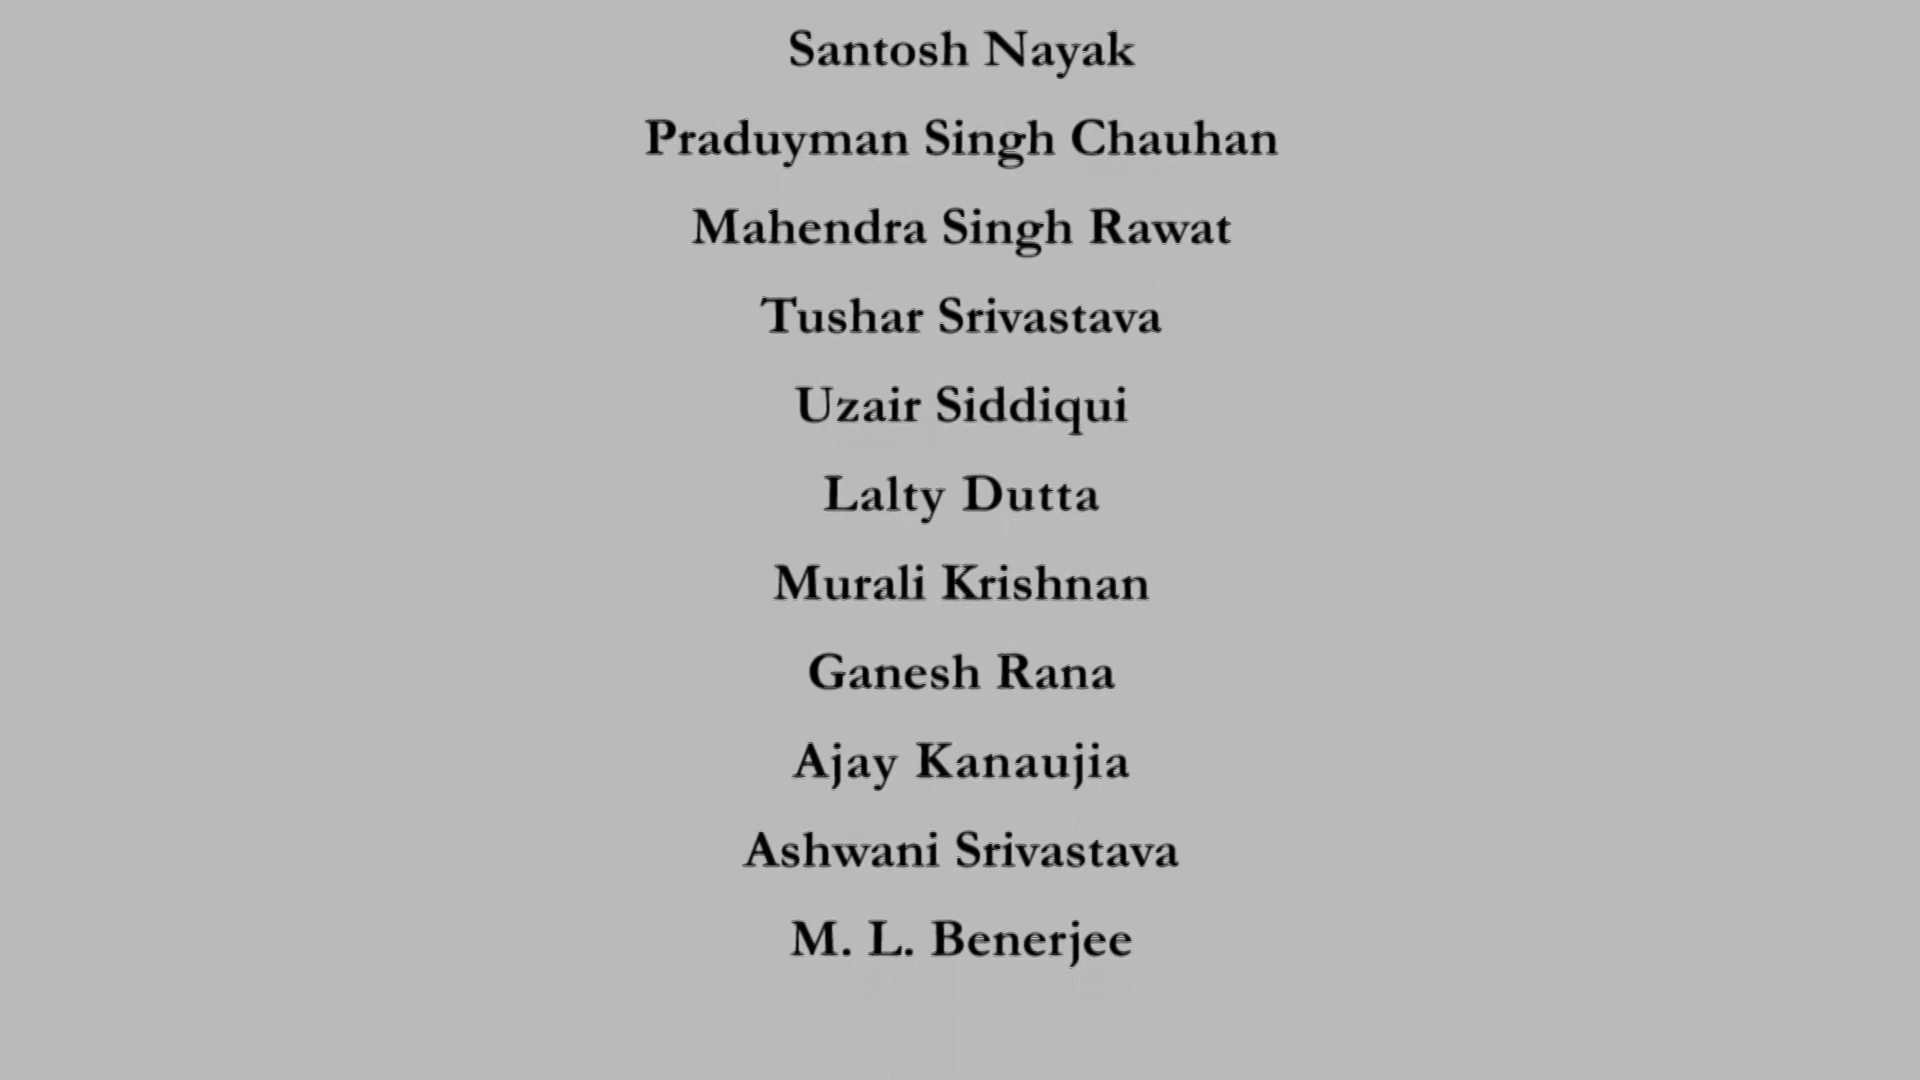 Santosh Nayak
Praduyman Singh Chauhan
Mahendra Singh Rawat
Tushar Srivastava
Uzair Siddiqui
Lalty Dutta
Murali Krishnan
Ganesh Rana
Ajay Kanaujia
Ashwani Srivastava
M. L. Benerjee